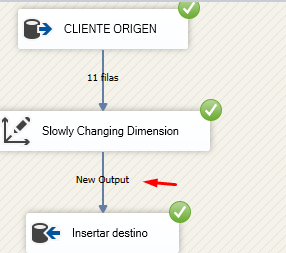 CLIENTE ORIGEN
11 filas
Slowly Changing Dimension
New Output
Insertar destino